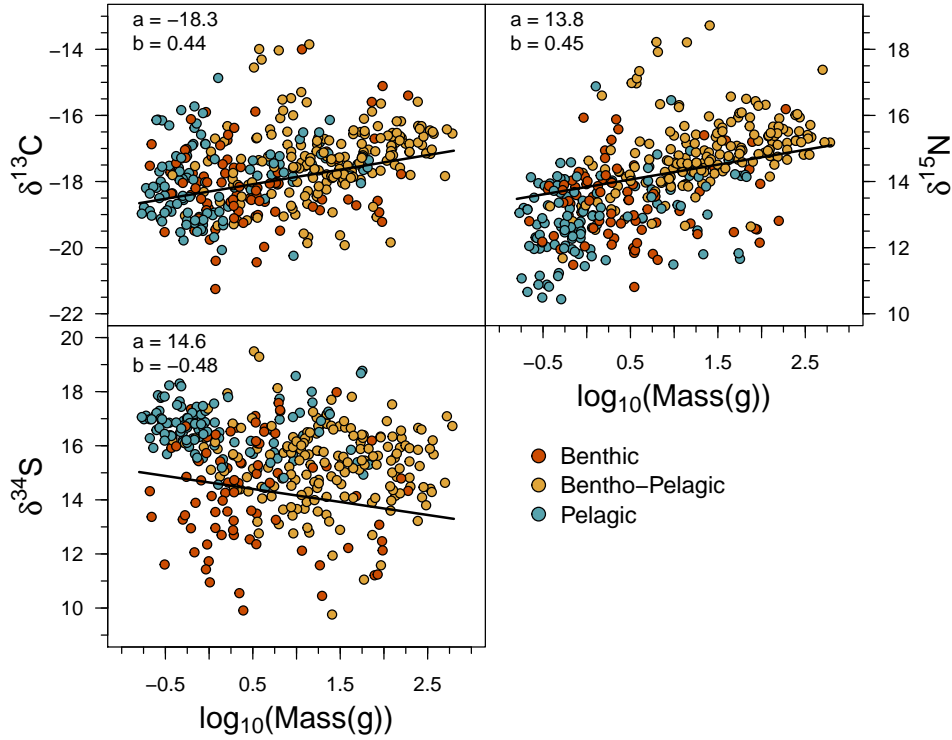 a = −18.3
b = 0.44
−14
−16
−18
−20
−22
δ¹³C
a = 13.8
b = 0.45
18
16
14
12
10
δ¹⁵N
−0.5 0.5 1.5 2.5
log₁₀(Mass(g))
a = 14.6
b = −0.48
20
18
16
14
12
10
δ³⁴S
−0.5 0.5 1.5 2.5
log₁₀(Mass(g))
Benthic
Bentho−Pelagic
Pelagic